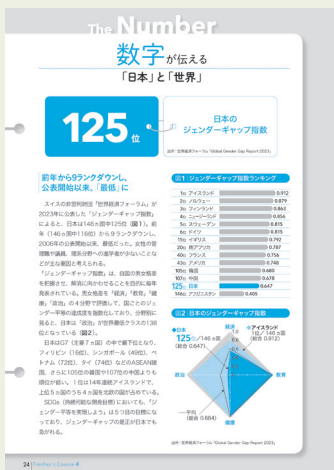 The Number
数字が伝える
「日本」と「世界」
125位
日本の
ジェンダーギャップ指数
出所：世界経済フォーラム「Global Gender Gap Report 2023」
前年から9ランクダウンし、
公表開始以来、「最低」に
スイスの非営利財団「世界経済フォーラム」が
2023年に公表した「ジェンダーギャップ指数」
によると、日本は146ヵ国中125位（図1）。前
年（146ヵ国中116位）から9ランクダウンし、
2006年の公表開始以来、最低だった。女性の管
理職や議員、理系分野への進学者が少ないことな
どが主な要因と考えられる。
「ジェンダーギャップ指数」は、自国の男女格差
を把握させ、解消に向かわせることを目的に毎年
発表されている。男女格差を「経済」「教育」「健
康」「政治」の4分野で評価して、国ごとのジェ
ンダー平等の達成度を指数化しており、分野別に
見ると、日本は「政治」が世界最低クラスの138
位となっている（図2）。
日本はG7（主要7ヵ国）の中で最下位となり、
フィリピン（16位）、シンガポール（49位）、ベ
トナム（72位）、タイ（74位）などのASEAN諸
国、さらに105位の韓国や107位の中国よりも
順位が低い。1位は14年連続アイスランドで、
上位5ヵ国のうち4ヵ国を北欧の国が占めている。
SDGs（持続可能な開発目標）においても、「ジ
ェンダー平等を実現しよう」は5つ目の目標にな
っており、ジェンダーギャップの是正が日本でも
急がれる。
図1：ジェンダーギャップ指数ランキング
1位 アイスランド 0.912
2位 ノルウェー 0.879
3位 フィンランド 0.863
4位 ニュージーランド 0.856
5位 スウェーデン 0.815
6位 ドイツ 0.815
15位 イギリス 0.792
20位 南アフリカ 0.787
40位 フランス 0.756
43位 アメリカ 0.748
105位 韓国 0.680
107位 中国 0.678
125位 日本 0.647
146位 アフガニスタン 0.405
図2：日本のジェンダーギャップ指数
◆日本
125位／146ヵ国
（総合 0.647）
経済
1.0
★アイスランド
1位／146ヵ国
（総合 0.912）
政治
教育
平均
（総合 0.684）
健康
出所：世界経済フォーラム「Global Gender Gap Report 2023」
24